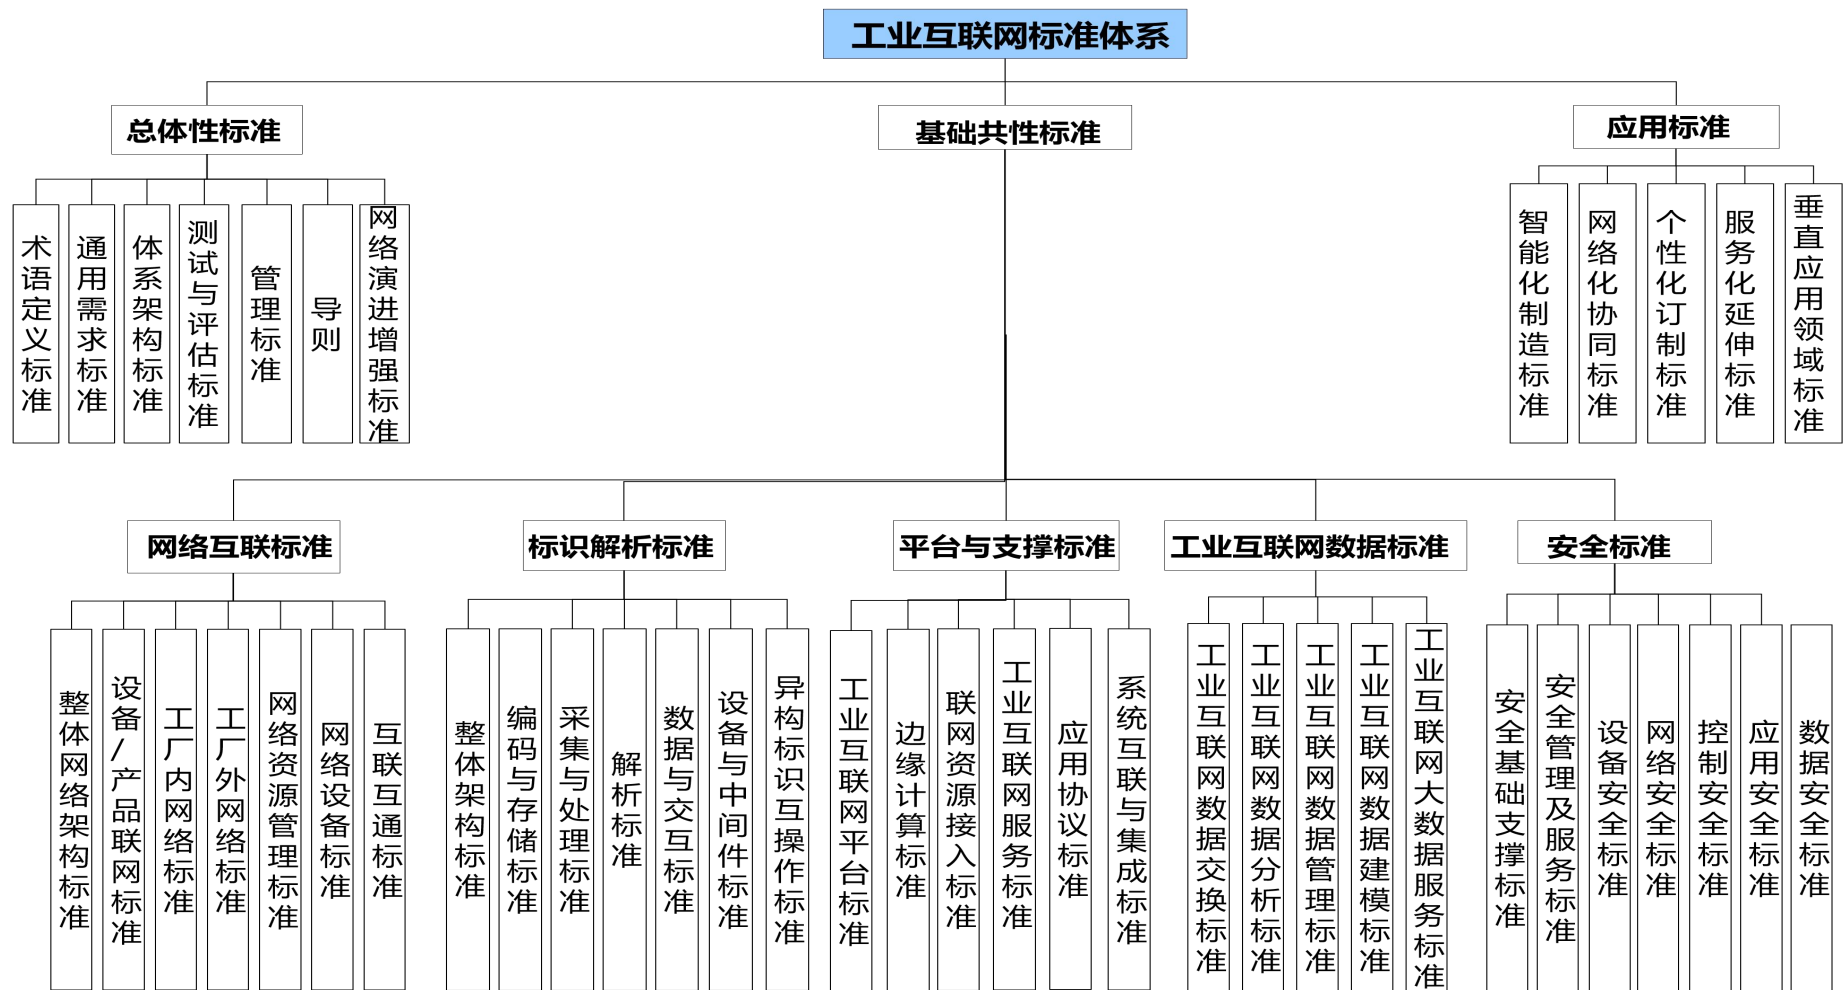 工业互联网标准体系
总体性标准
基础共性标准
应用标准
术语定义标准
通用需求标准
体系架构标准
测试与评估标准
管理标准
导则
网络演进增强标准
智能化制造标准
网络化协同标准
个性化订制标准
服务化延伸标准
垂直应用领域标准
网络互联标准
标识解析标准
平台与支撑标准
工业互联网数据标准
安全标准
整体网络架构标准
设备/产品联网标准
工厂内网络标准
工厂外网络标准
网络资源管理标准
网络设备标准
互联互通标准
整体架构标准
编码与存储标准
采集与处理标准
解析标准
数据与交互标准
设备与中间件标准
异构标识互操作标准
工业互联网平台标准
边缘计算标准
联网资源接入标准
工业互联网服务标准
应用协议标准
系统互联与集成标准
工业互联网数据交换标准
工业互联网数据分析标准
工业互联网数据管理标准
工业互联网数据建模标准
工业互联网大数据服务标准
安全基础支撑标准
安全管理及服务标准
设备安全标准
网络安全标准
控制安全标准
应用安全标准
数据安全标准